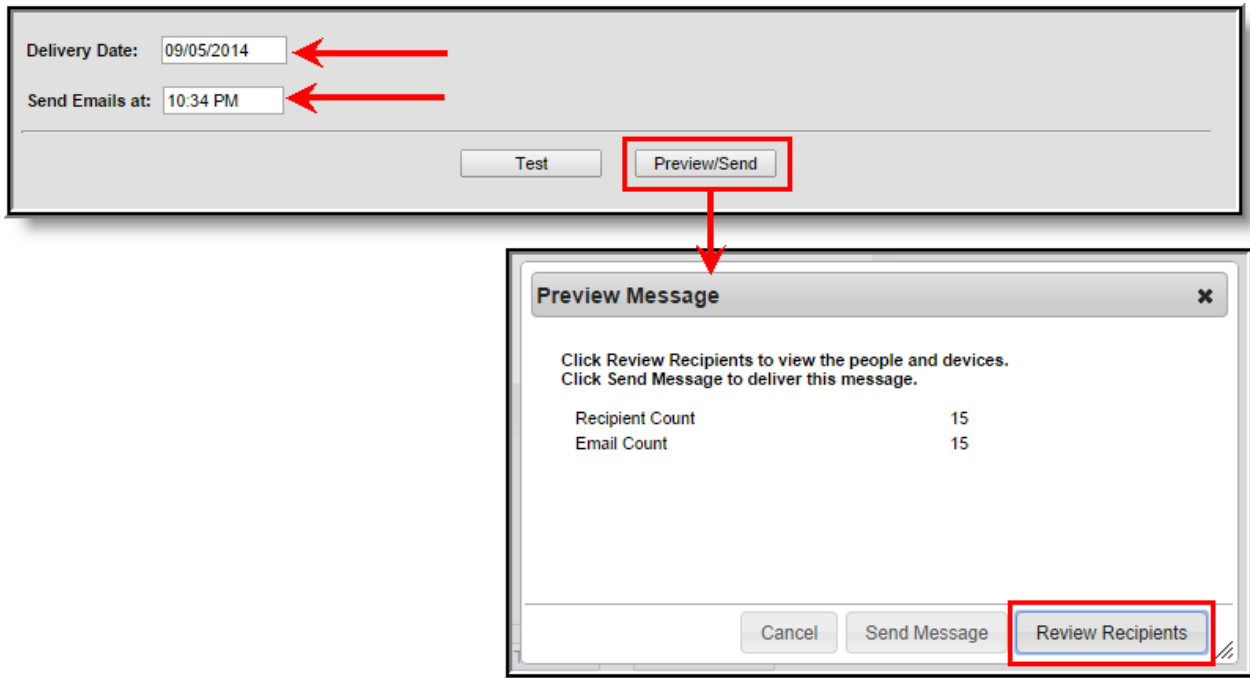 Delivery Date: 09/05/2014
Send Emails at: 10:34 PM
Test Preview/Send
Preview Message
Click Review Recipients to view the people and devices.
Click Send Message to deliver this message.
Recipient Count 15
Email Count 15
Cancel Send Message Review Recipients